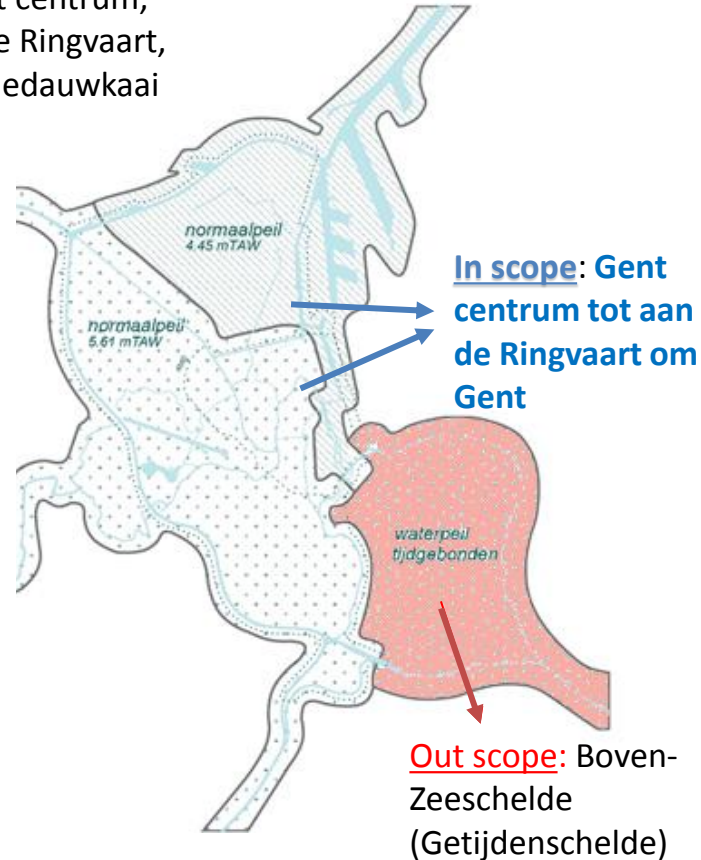 t centrum,
e Ringvaart,
edauwkaai
normaalpeil
4.45 mTAW
normaalpeil
5.61 mTAW
In scope: Gent
centrum tot aan
de Ringvaart om
Gent
waterpeil
tijdgebonden
Out scope: Boven-
Zeeschelde
(Getijdenschelde)